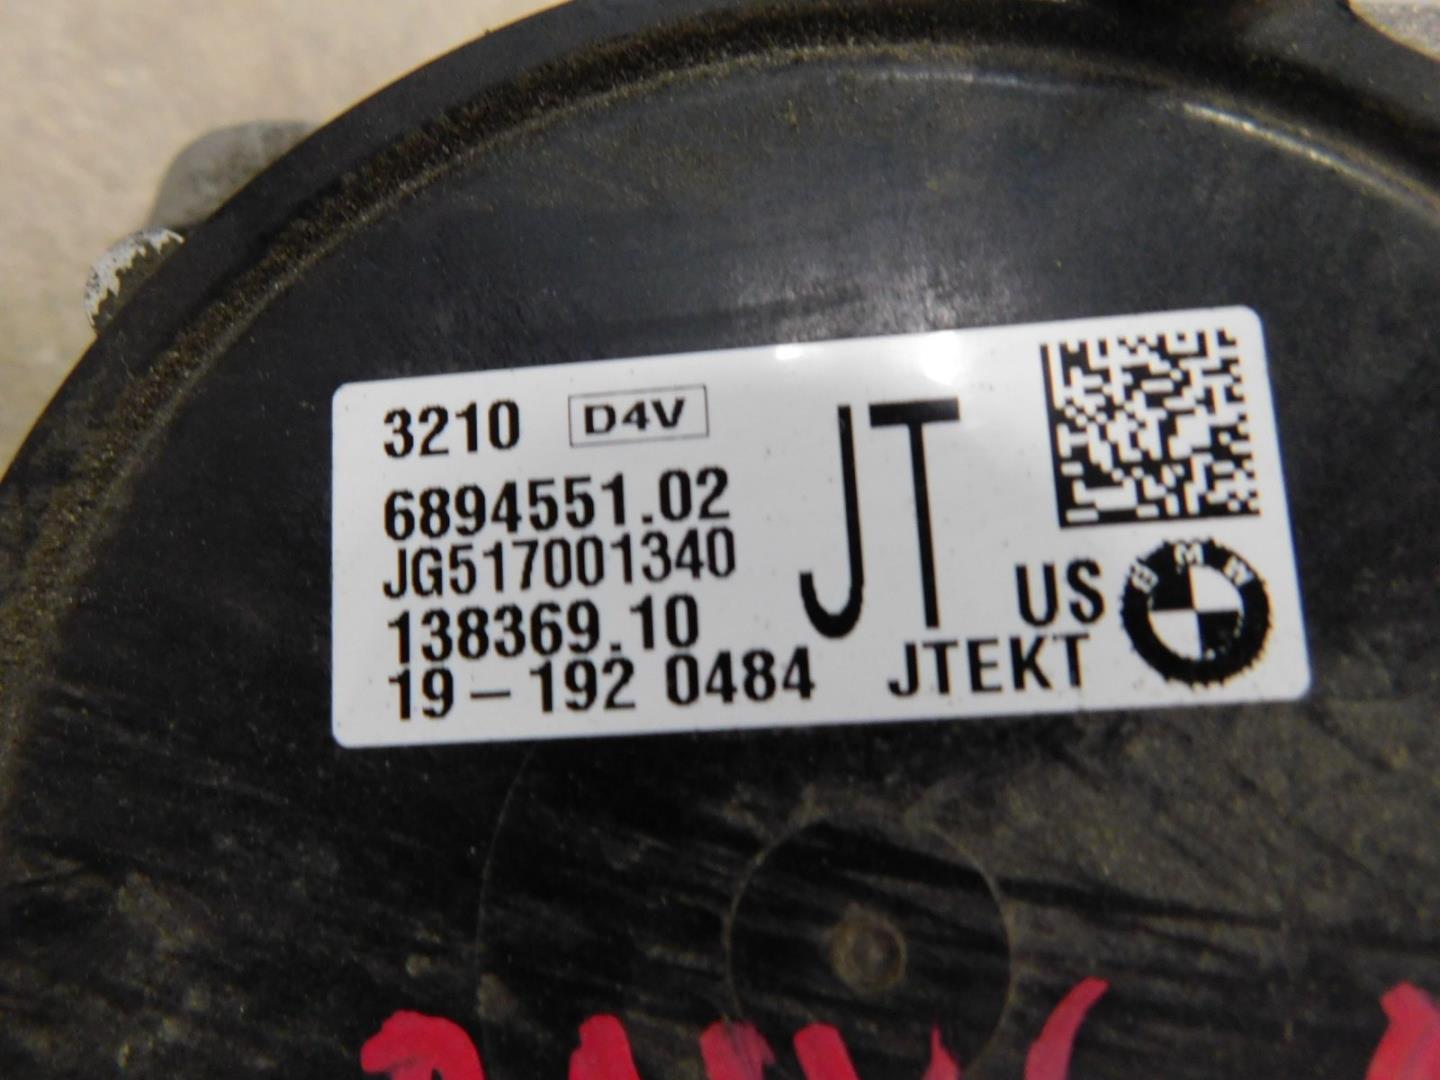 3210 D4V
6894551.02
JG517001340
138369.10
19-192 0484
JT
US
JTEKT
BMW